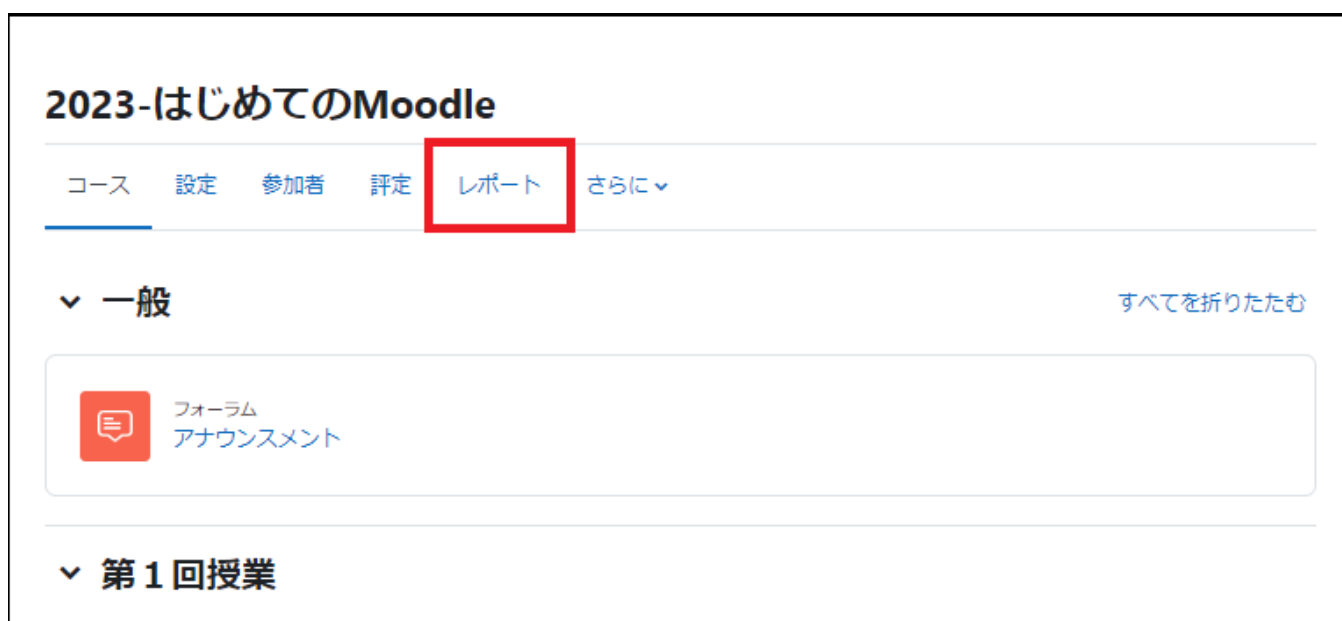 2023-はじめてのMoodle
コース 設定 参加者 評定 レポート さらに
一般 すべてを折りたたむ
フォーラム
アナウンスメント
第１回授業